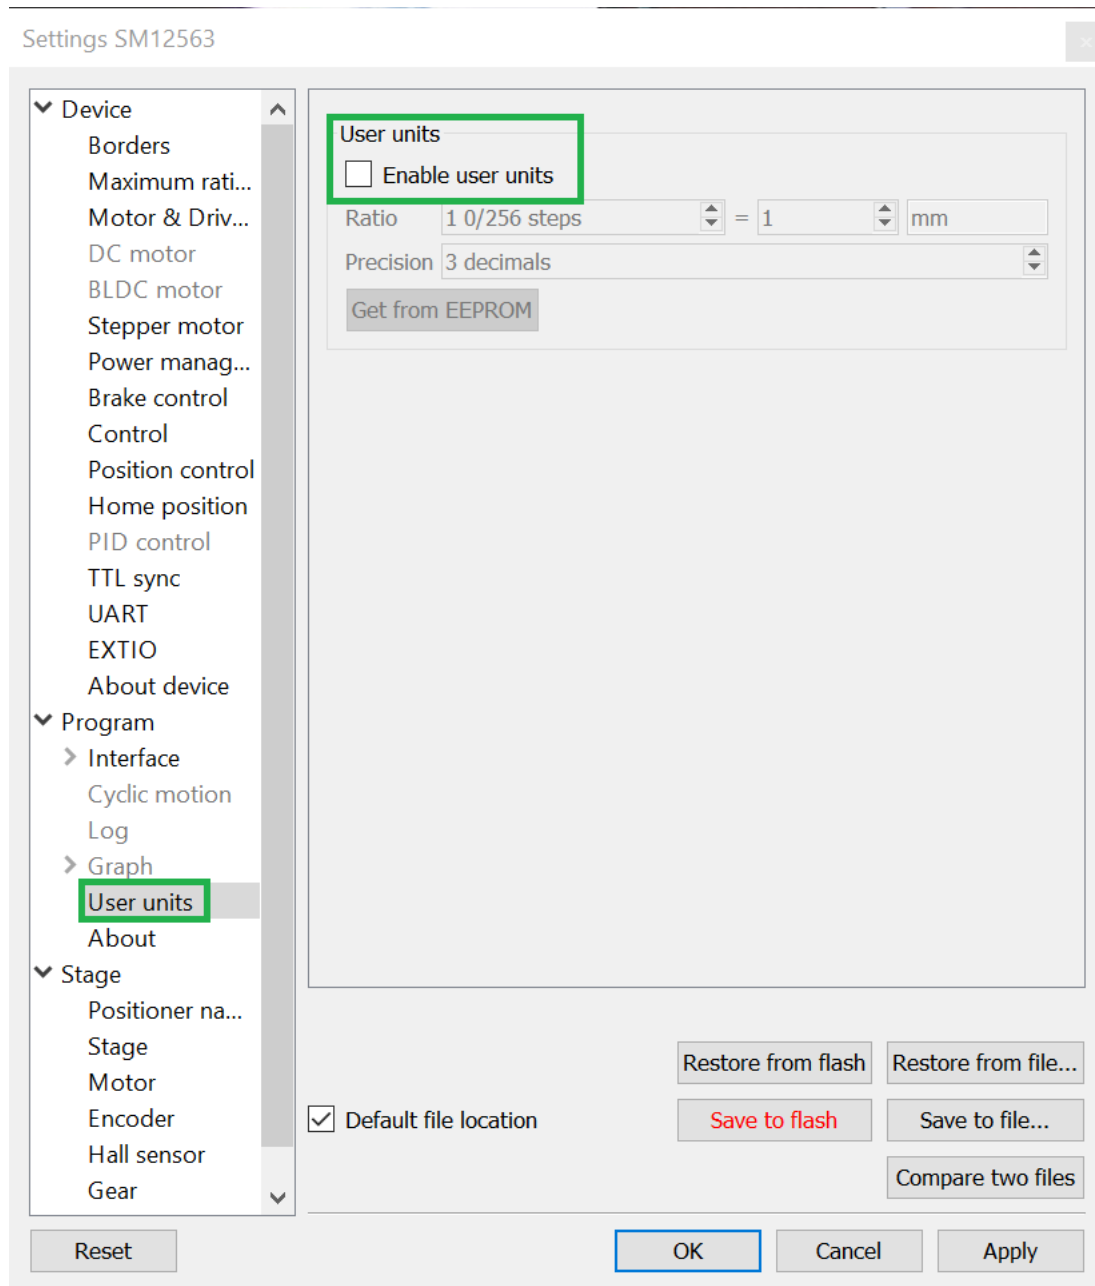 Settings SM12563
Device
Borders
Maximum rati...
Motor & Driv...
DC motor
BLDC motor
Stepper motor
Power manag...
Brake control
Control
Position control
Home position
PID control
TTL sync
UART
EXTIO
About device
Program
Interface
Cyclic motion
Log
Graph
User units
About
Stage
Positioner na...
Stage
Motor
Encoder
Hall sensor
Gear
User units
Enable user units
Ratio 1 0/256 steps = 1 mm
Precision 3 decimals
Get from EEPROM
Restore from flash Restore from file...
Default file location Save to flash Save to file...
Compare two files
Reset OK Cancel Apply